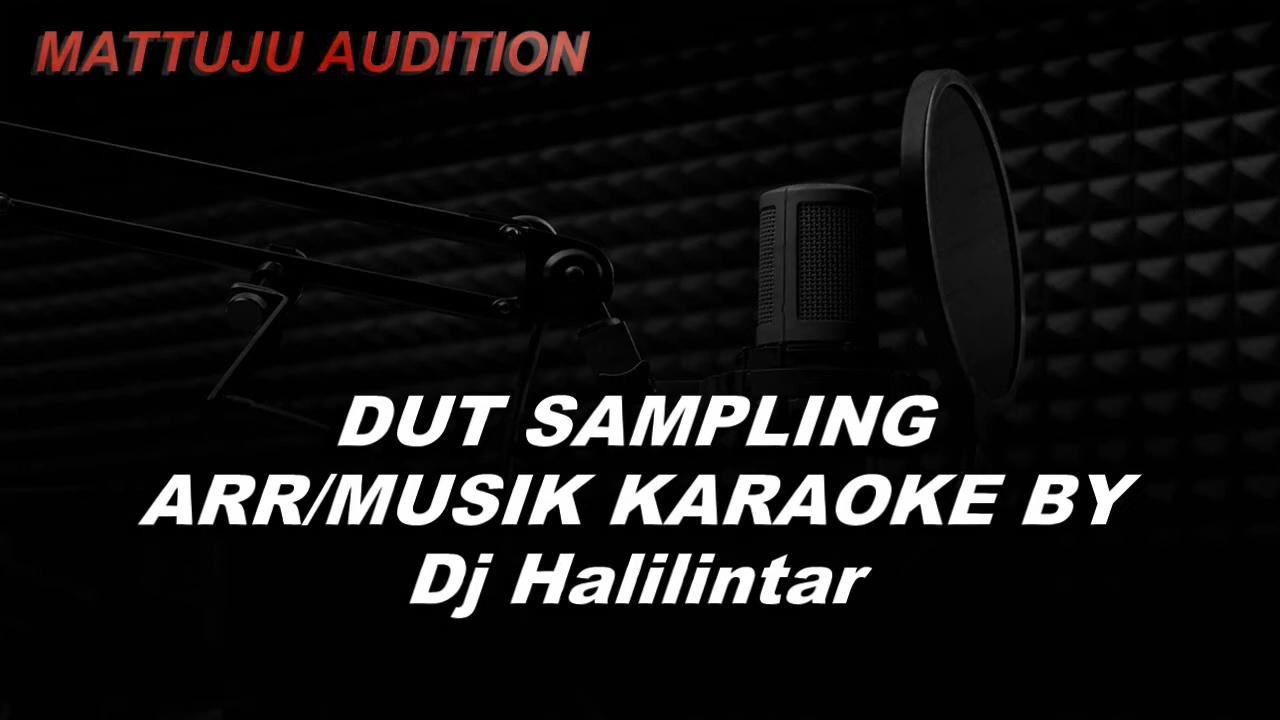 MATTUJU AUDITION
DUT SAMPLING
ARR/MUSIK KARAOKE BY
Dj Halilintar